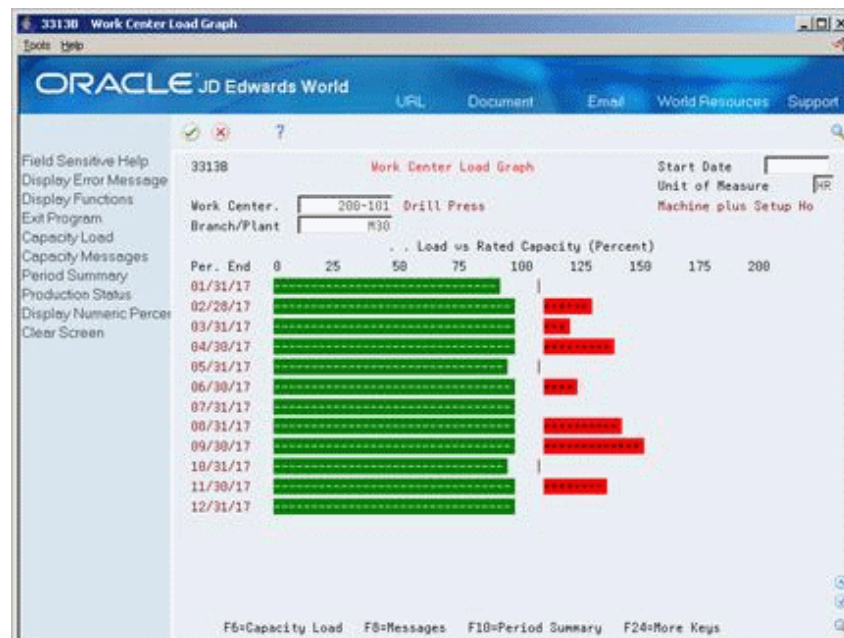 3313B Work Center Load Graph
Tools Help
ORACLE JD Edwards World
URL Document Email World Resources Support
?
Field Sensitive Help
Display Error Message
Display Functions
Exit Program
Capacity Load
Capacity Messages
Period Summary
Production Status
Display Numeric Percer
Clear Screen
3313B Work Center Load Graph Start Date
Unit of Measure HR
Work Center. 200-101 Drill Press Machine plus Setup Ho
Branch/Plant M30
. . Load vs Rated Capacity (Percent)
Per. End 0 25 50 75 100 125 150 175 200
01/31/17
02/28/17
03/31/17
04/30/17
05/31/17
06/30/17
07/31/17
08/31/17
09/30/17
10/31/17
11/30/17
12/31/17
F6=Capacity Load F8=Messages F10=Period Summary F24=More Keys